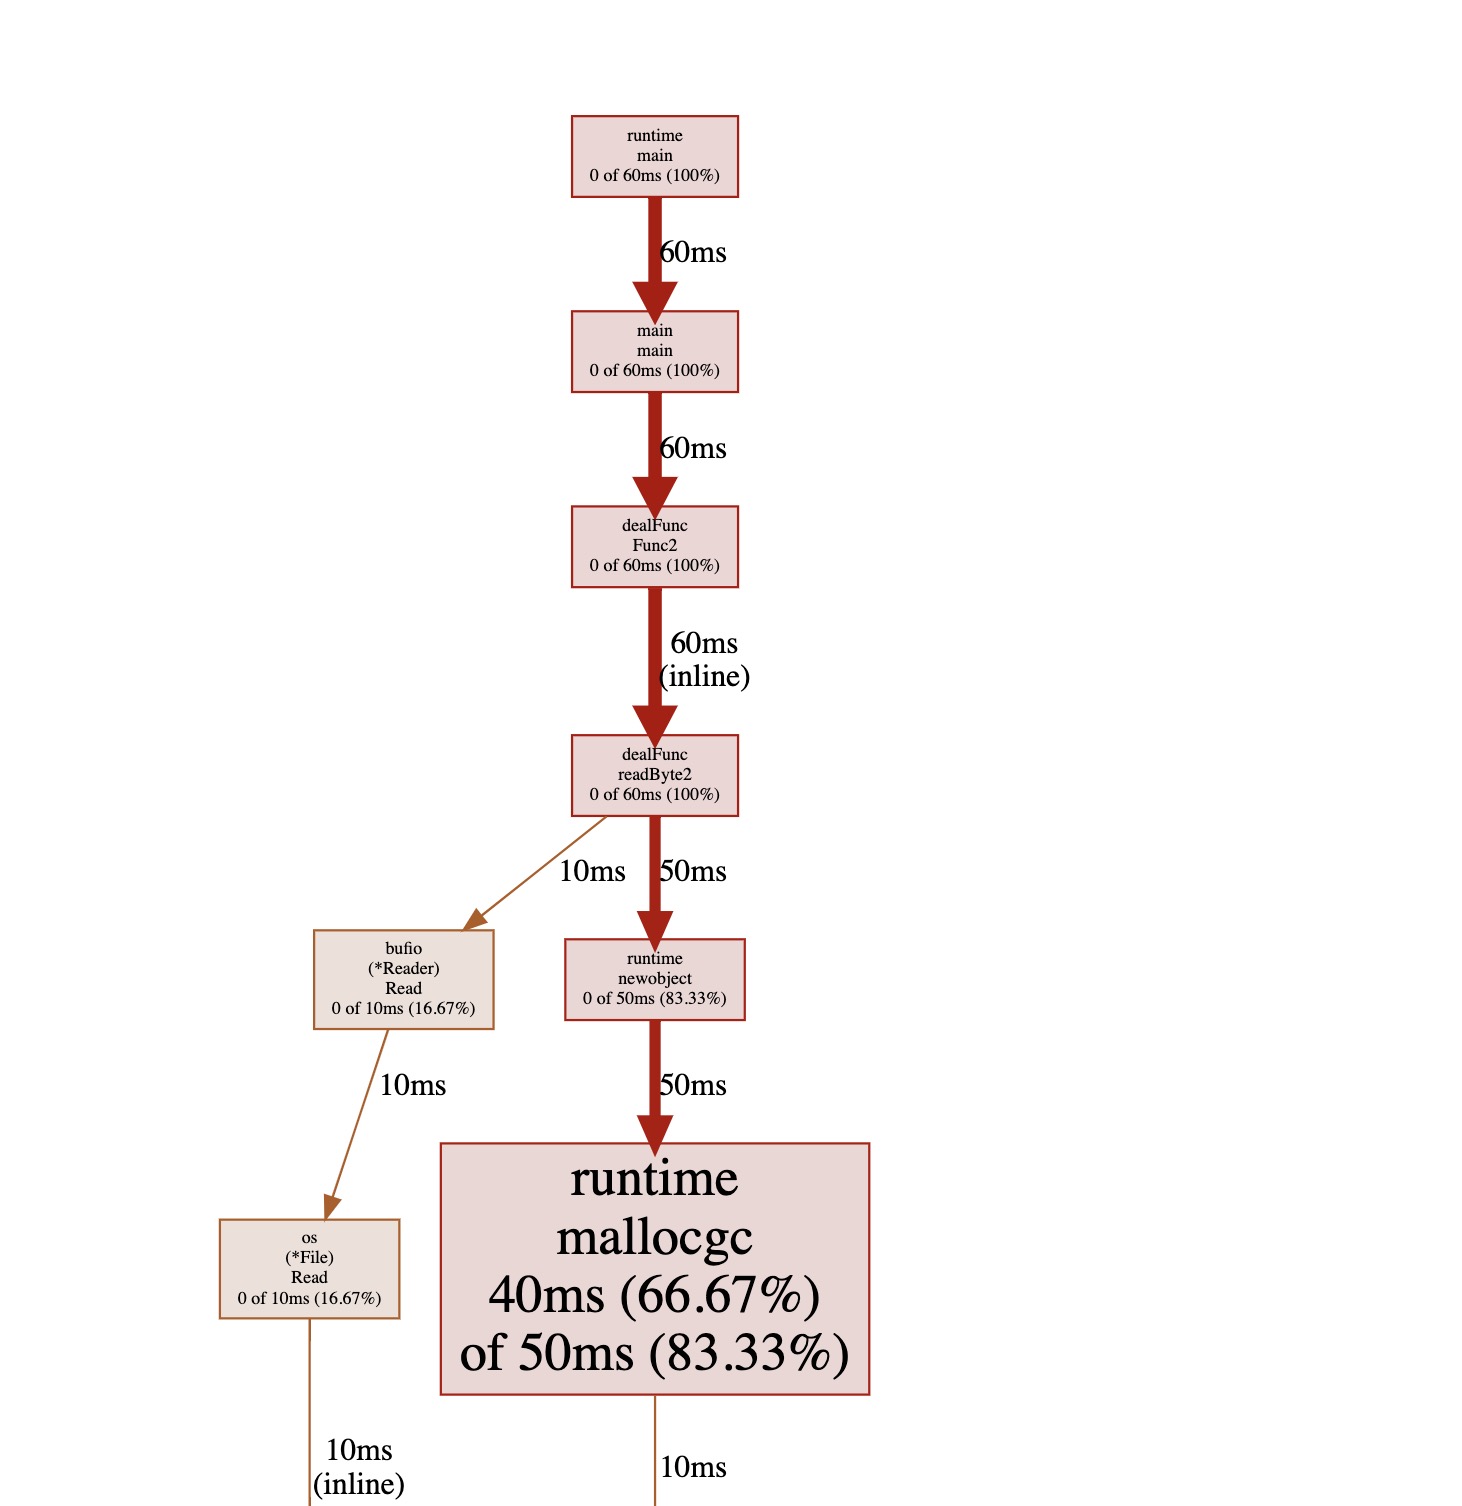 runtime
main
0 of 60ms (100%)
60ms
main
main
0 of 60ms (100%)
60ms
dealFunc
Func2
0 of 60ms (100%)
60ms
(inline)
dealFunc
readByte2
0 of 60ms (100%)
10ms
50ms
bufio
(*Reader)
Read
0 of 10ms (16.67%)
runtime
newobject
0 of 50ms (83.33%)
10ms
50ms
os
(*File)
Read
0 of 10ms (16.67%)
runtime
mallocgc
40ms (66.67%)
of 50ms (83.33%)
10ms
(inline)
10ms